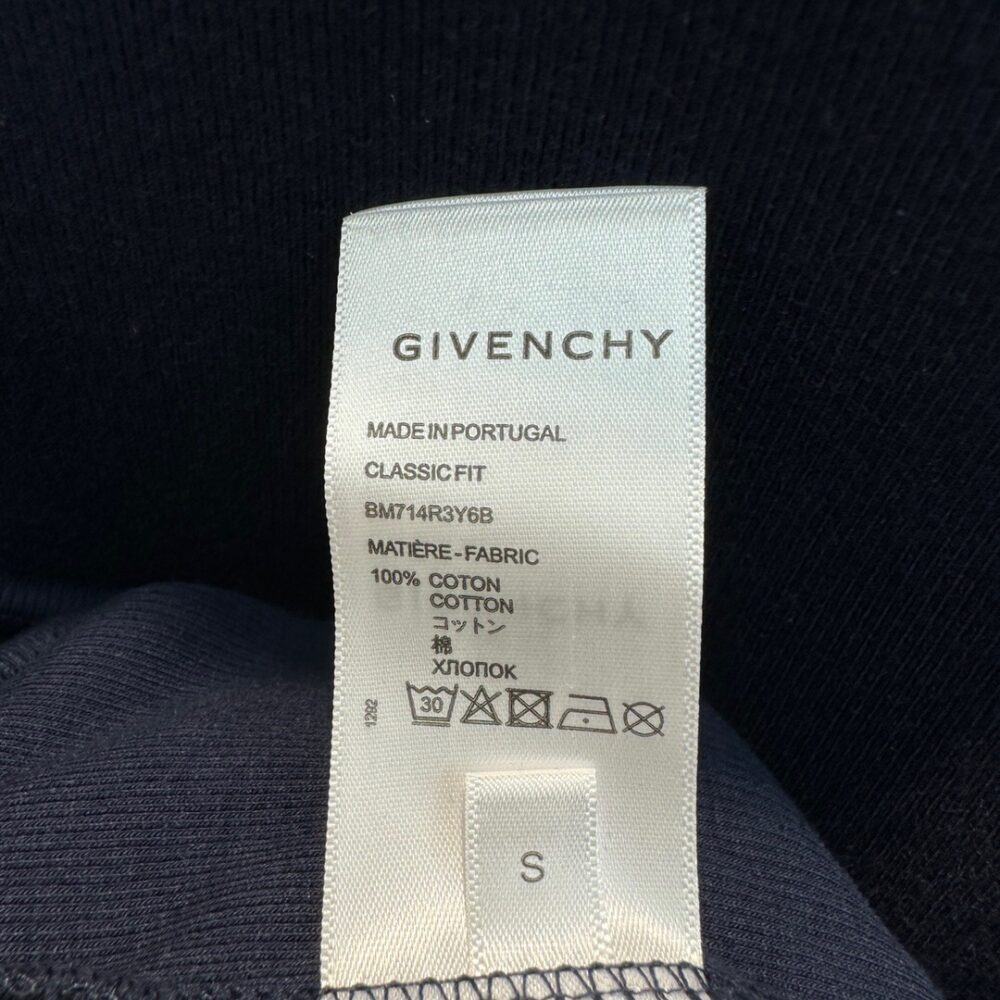 GIVENCHY
MADE IN PORTUGAL
CLASSIC FIT
BM714R3Y6B
MATIÈRE - FABRIC
100% COTON
COTTON
コットン
棉
ХЛОПОК
1292
30
S